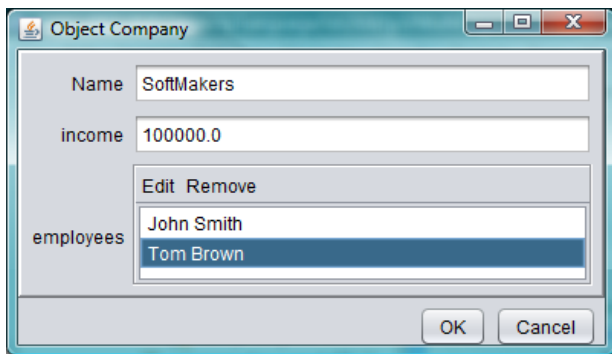 Object Company
Name SoftMakers
income 100000.0
Edit Remove
employees
John Smith
Tom Brown
OK Cancel